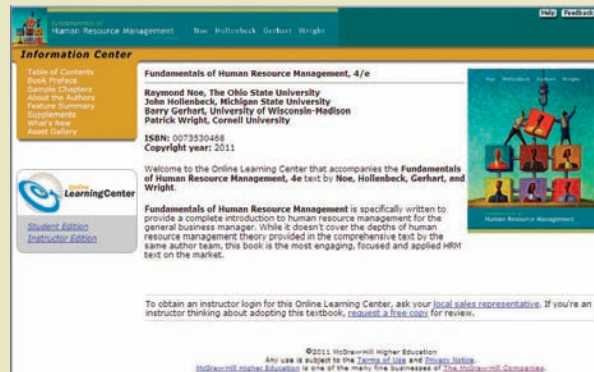 Help Feedback
fundamentals of
Human Resource Management Noe Hollenbeck Gerhart Wright
Information Center
Table of Contents
Book Preface
Sample Chapters
About the Authors
Feature Summary
Supplements
What's New
Asset Gallery
Online
LearningCenter
Student Edition
Instructor Edition
Fundamentals of Human Resource Management, 4/e
Raymond Noe, The Ohio State University
John Hollenbeck, Michigan State University
Barry Gerhart, University of Wisconsin-Madison
Patrick Wright, Cornell University
ISBN: 0073530468
Copyright year: 2011
Welcome to the Online Learning Center that accompanies the Fundamentals
of Human Resource Management, 4e text by Noe, Hollenbeck, Gerhart, and
Wright.
Fundamentals of Human Resource Management is specifically written to
provide a complete introduction to human resource management for the
general business manager. While it doesn't cover the depths of human
resource management theory provided in the comprehensive text by the
same author team, this book is the most engaging, focused and applied HRM
text on the market.
Noe Hollenbeck Gerhart Wright
fundamentals of
Human Resource Management
To obtain an instructor login for this Online Learning Center, ask your local sales representative. If you're an
instructor thinking about adopting this textbook, request a free copy for review.
©2011 McGraw-Hill Higher Education
Any use is subject to the Terms of Use and Privacy Notice.
McGraw-Hill Higher Education is one of the many fine businesses of The McGraw-Hill Companies.